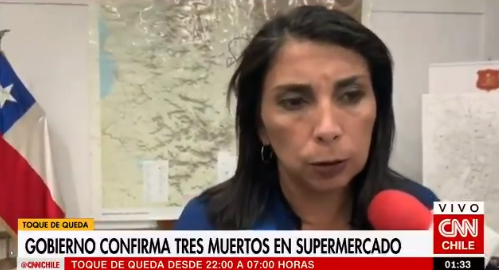 VIVO
CNN
CHILE
TOQUE DE QUEDA
GOBIERNO CONFIRMA TRES MUERTOS EN SUPERMERCADO
@CNNCHILE
TOQUE DE QUEDA DESDE 22:00 A 07:00 HORAS
01:33